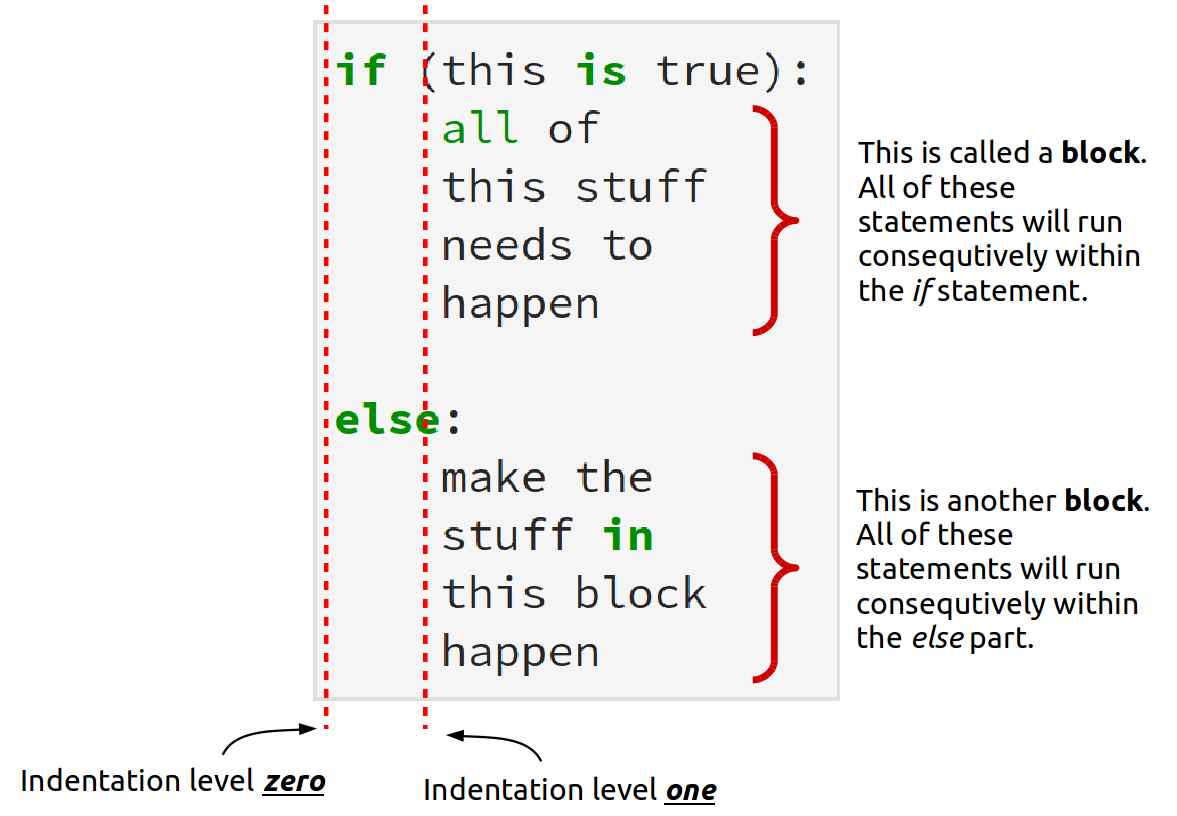 if (this is true):
all of
this stuff
needs to
happen
This is called a block.
All of these
statements will run
consequtively within
the if statement.
else:
make the
stuff in
this block
happen
This is another block.
All of these
statements will run
consequtively within
the else part.
Indentation level zero
Indentation level one